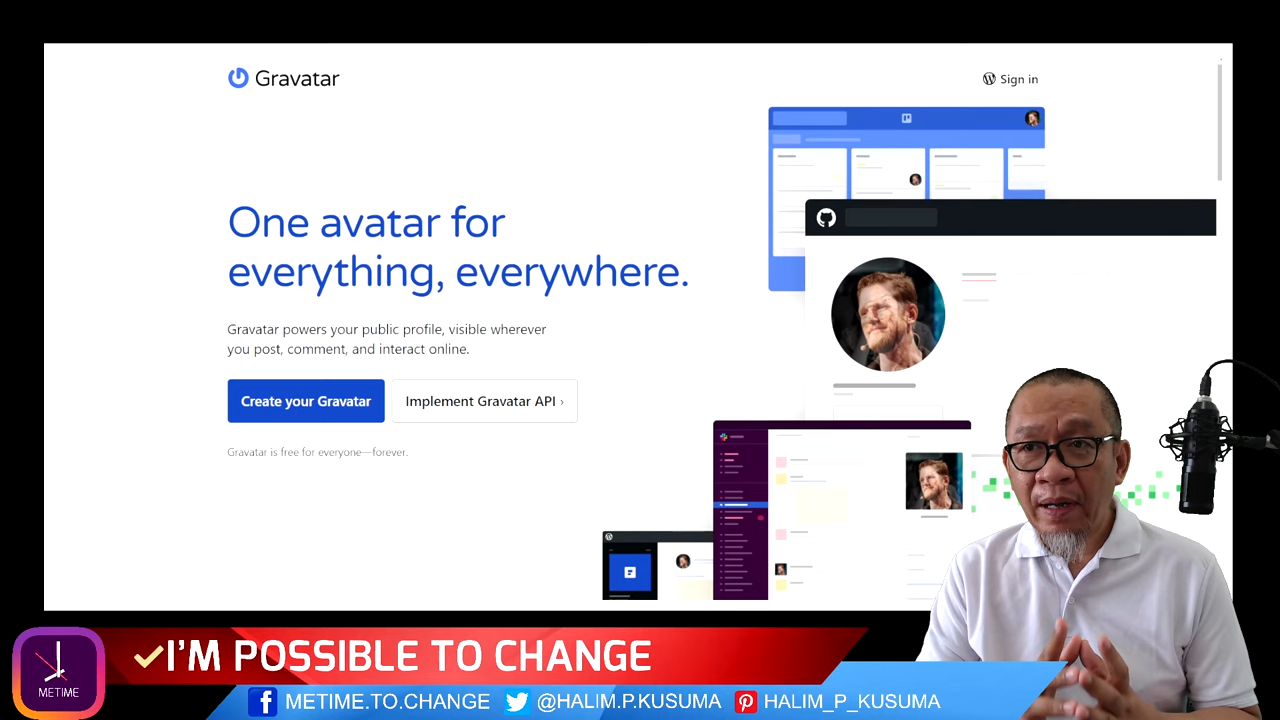 Gravatar
Sign in
One avatar for
everything, everywhere.
Gravatar powers your public profile, visible wherever
you post, comment, and interact online.
Create your Gravatar
Implement Gravatar API ›
Gravatar is free for everyone—forever.
METIME
I'M POSSIBLE TO CHANGE
METIME.TO.CHANGE
@HALIM.P.KUSUMA
HALIM_P_KUSUMA